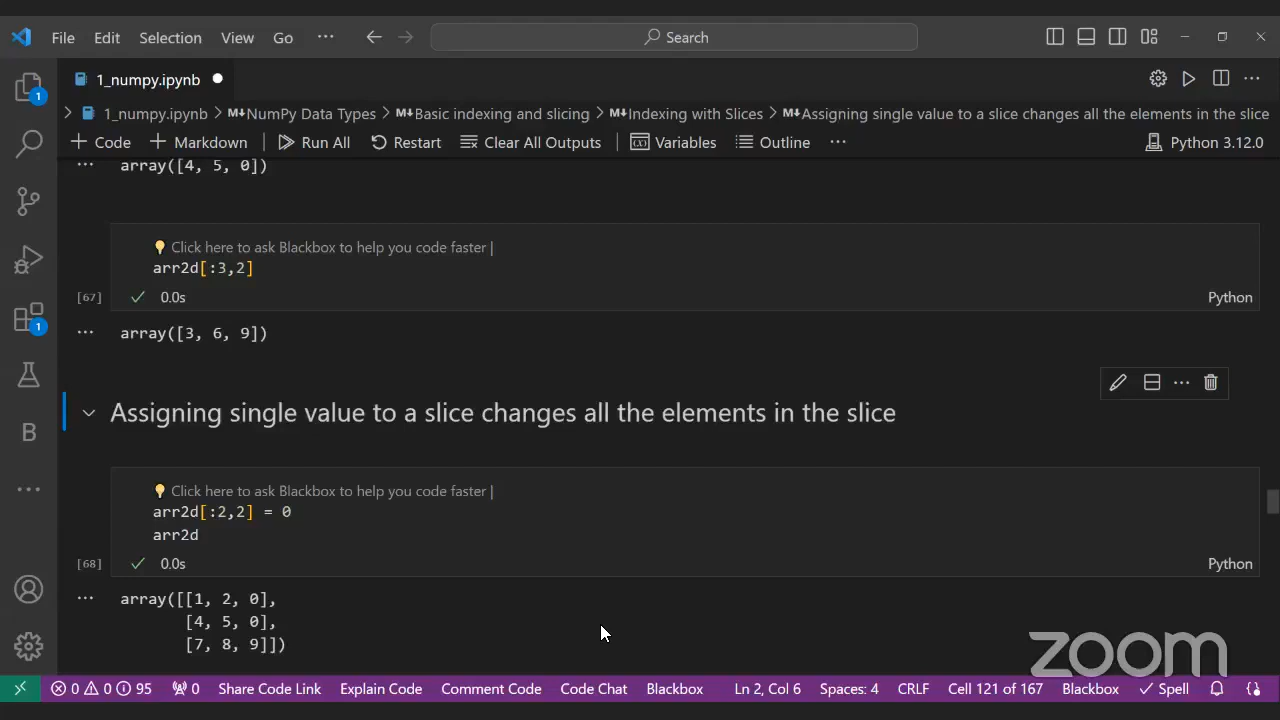 File Edit Selection View Go ··· Search
1_numpy.ipynb
1_numpy.ipynb > M↓NumPy Data Types > M↓Basic indexing and slicing > M↓Indexing with Slices > M↓Assigning single value to a slice changes all the elements in the slice
+ Code + Markdown Run All Restart Clear All Outputs Variables Outline ··· Python 3.12.0
··· array([4, 5, 0])
Click here to ask Blackbox to help you code faster |
arr2d[:3,2]
[67] ✓ 0.0s Python
··· array([3, 6, 9])
Assigning single value to a slice changes all the elements in the slice
Click here to ask Blackbox to help you code faster |
arr2d[:2,2] = 0
arr2d
[68] ✓ 0.0s Python
··· array([[1, 2, 0],
[4, 5, 0],
[7, 8, 9]])
1
1
B
zoom
0 0 95 0 Share Code Link Explain Code Comment Code Code Chat Blackbox Ln 2, Col 6 Spaces: 4 CRLF Cell 121 of 167 Blackbox ✓ Spell